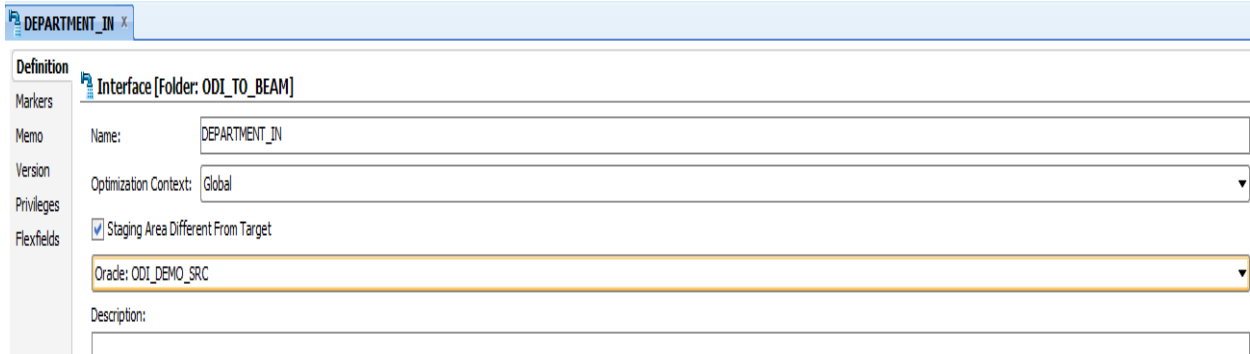 DEPARTMENT_IN x
Definition
Markers
Memo
Version
Privileges
Flexfields
Interface [Folder: ODI_TO_BEAM]
Name: DEPARTMENT_IN
Optimization Context: Global
Staging Area Different From Target
Oracle: ODI_DEMO_SRC
Description: